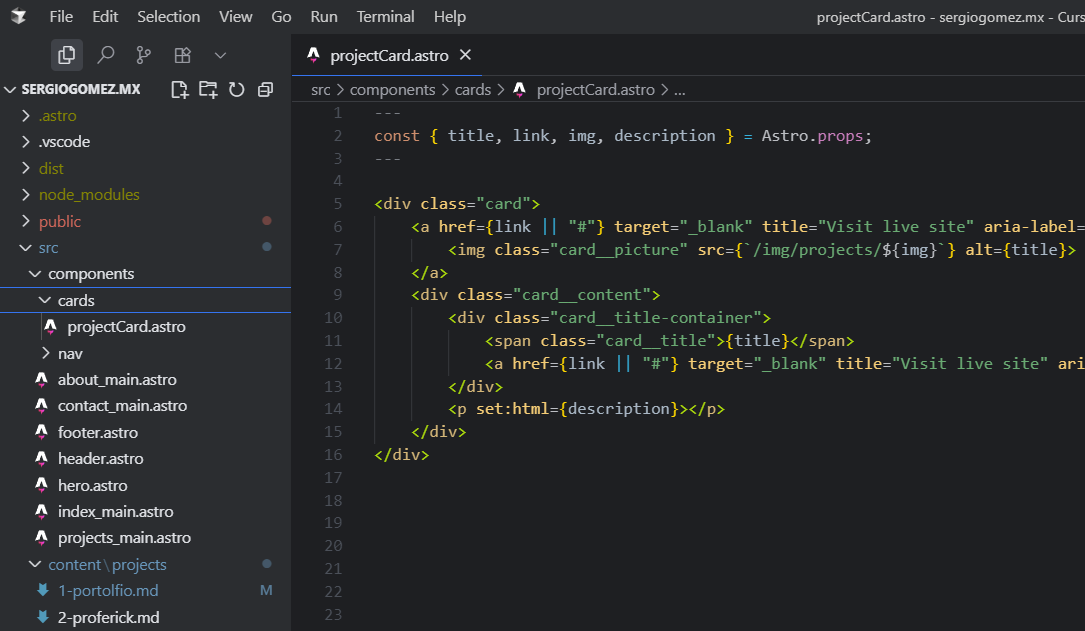 File Edit Selection View Go Run Terminal Help
projectCard.astro - sergiogomez.mx - Curs
SERGIOGOMEZ.MX
.astro
.vscode
dist
node_modules
public
src
components
cards
projectCard.astro
nav
about_main.astro
contact_main.astro
footer.astro
header.astro
hero.astro
index_main.astro
projects_main.astro
content\projects
1-portolfio.md M
2-proferick.md
projectCard.astro
src > components > cards > projectCard.astro > ...
1 ---
2 const { title, link, img, description } = Astro.props;
3 ---
4
5 <div class="card">
6 <a href={link || "#"} target="_blank" title="Visit live site" aria-label=
7 <img class="card__picture" src={`/img/projects/${img}`} alt={title}>
8 </a>
9 <div class="card__content">
10 <div class="card__title-container">
11 <span class="card__title">{title}</span>
12 <a href={link || "#"} target="_blank" title="Visit live site" ari
13 </div>
14 <p set:html={description}></p>
15 </div>
16 </div>
17
18
19
20
21
22
23